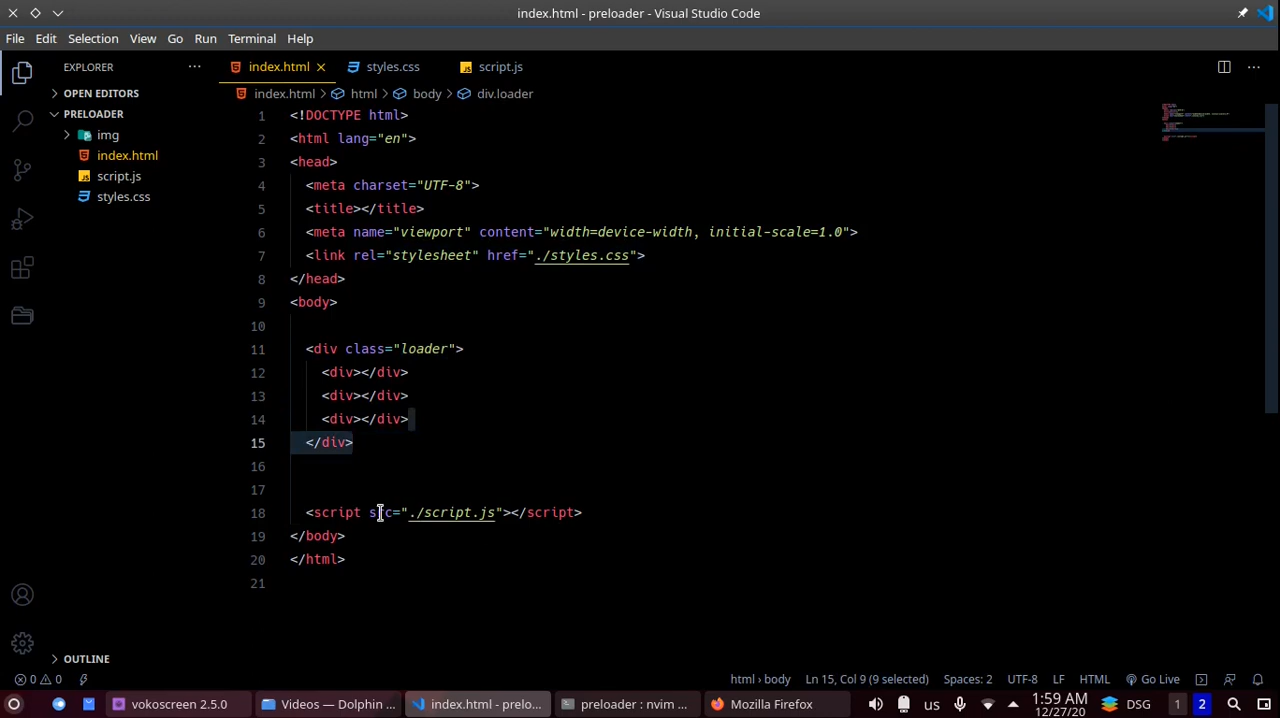 index.html - preloader - Visual Studio Code
File Edit Selection View Go Run Terminal Help
EXPLORER
OPEN EDITORS
PRELOADER
img
index.html
script.js
styles.css
OUTLINE
index.html styles.css script.js
index.html > html > body > div.loader
1 <!DOCTYPE html>
2 <html lang="en">
3 <head>
4 <meta charset="UTF-8">
5 <title></title>
6 <meta name="viewport" content="width=device-width, initial-scale=1.0">
7 <link rel="stylesheet" href="./styles.css">
8 </head>
9 <body>
10
11 <div class="loader">
12 <div></div>
13 <div></div>
14 <div></div>
15 </div>
16
17
18 <script src="./script.js"></script>
19 </body>
20 </html>
21
0 0 html > body Ln 15, Col 9 (9 selected) Spaces: 2 UTF-8 LF HTML Go Live
vokoscreen 2.5.0 Videos — Dolphin ... index.html - prelo... preloader : nvim ... Mozilla Firefox us 1:59 AM DSG 1 2
12/27/20